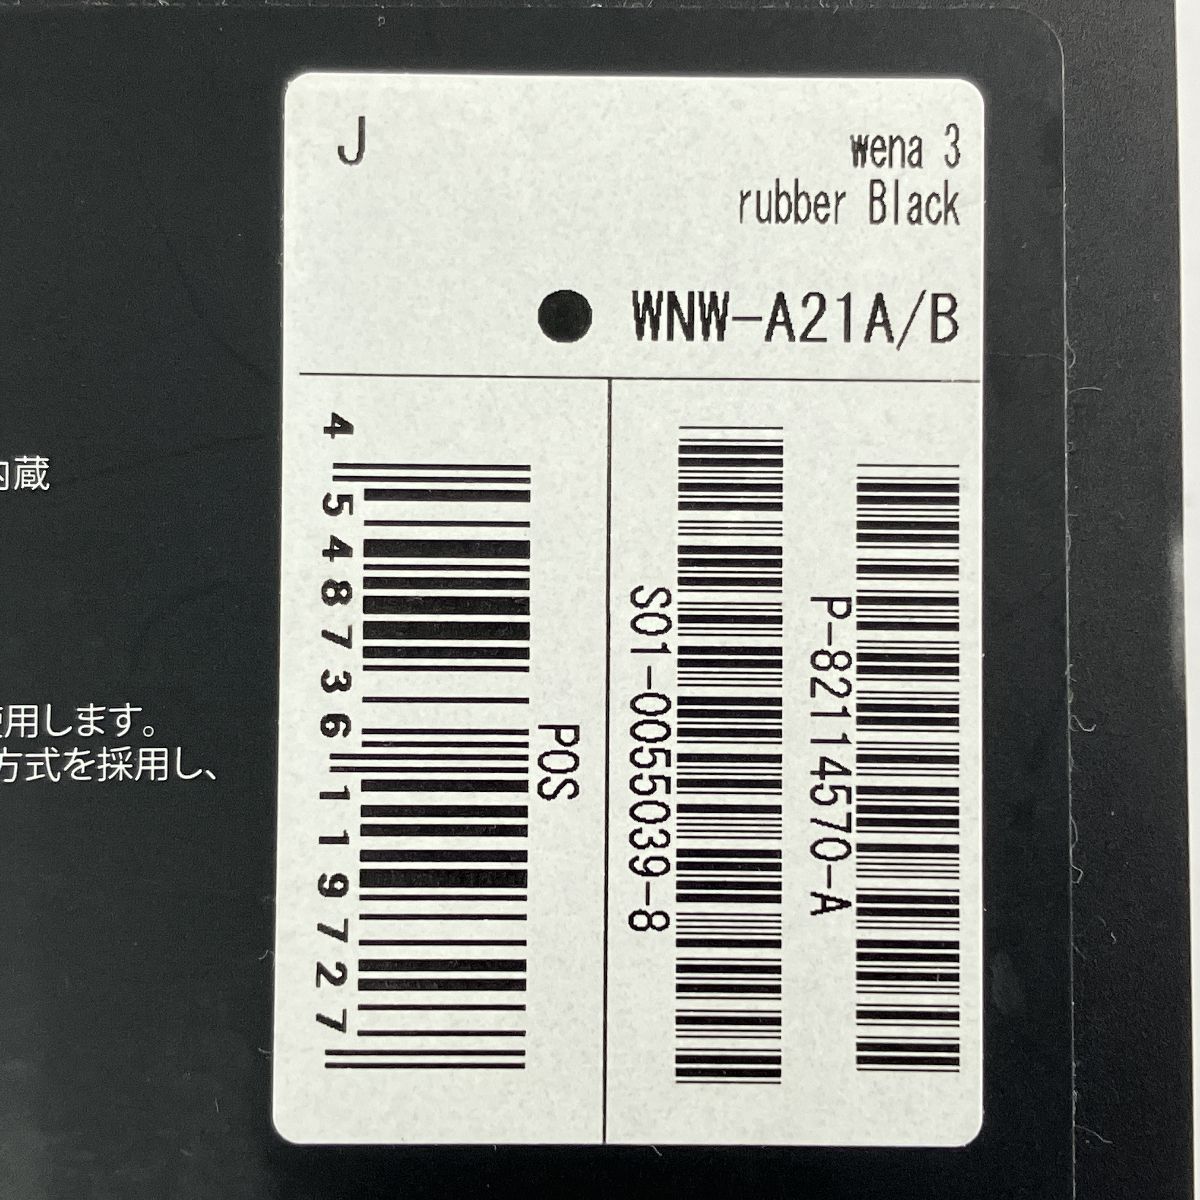 J
wena 3
rubber Black
● WNW-A21A/B
4 548736 119727
POS
S01-0055039-8
P-82114570-A
内蔵
使用します。
方式を採用し、